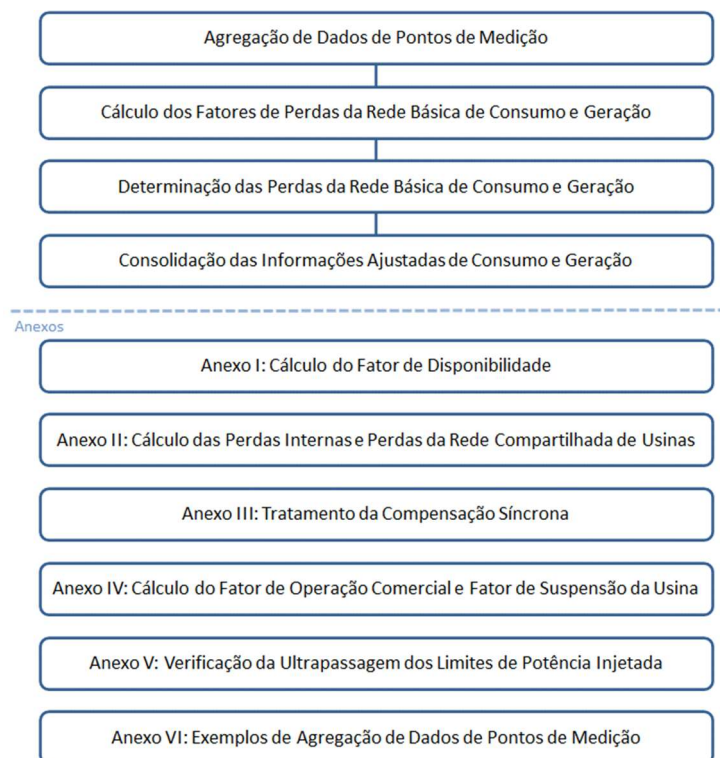 Agregação de Dados de Pontos de Medição
Cálculo dos Fatores de Perdas da Rede Básica de Consumo e Geração
Determinação das Perdas da Rede Básica de Consumo e Geração
Consolidação das Informações Ajustadas de Consumo e Geração
Anexos
Anexo I: Cálculo do Fator de Disponibilidade
Anexo II: Cálculo das Perdas Internas e Perdas da Rede Compartilhada de Usinas
Anexo III: Tratamento da Compensação Síncrona
Anexo IV: Cálculo do Fator de Operação Comercial e Fator de Suspensão da Usina
Anexo V: Verificação da Ultrapassagem dos Limites de Potência Injetada
Anexo VI: Exemplos de Agregação de Dados de Pontos de Medição